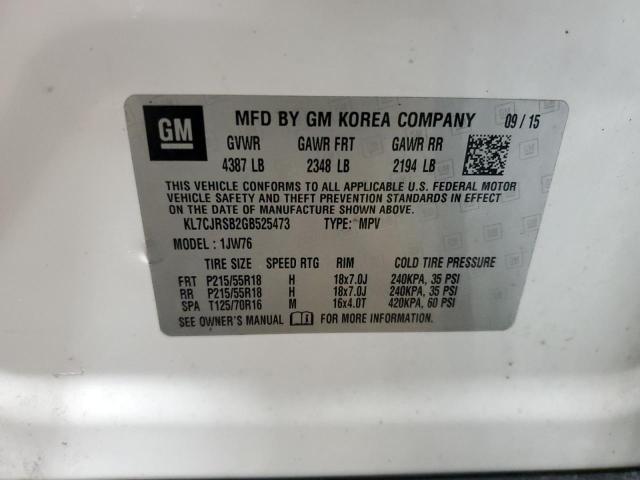 GM MFD BY GM KOREA COMPANY 09 / 15
GVWR GAWR FRT GAWR RR
4387 LB 2348 LB 2194 LB
THIS VEHICLE CONFORMS TO ALL APPLICABLE U.S. FEDERAL MOTOR
VEHICLE SAFETY AND THEFT PREVENTION STANDARDS IN EFFECT
ON THE DATE OF MANUFACTURE SHOWN ABOVE.
KL7CJRSB2GB525473 TYPE: MPV
MODEL : 1JW76
TIRE SIZE SPEED RTG RIM COLD TIRE PRESSURE
FRT P215/55R18 H 18x7.0J 240KPA, 35 PSI
RR P215/55R18 H 18x7.0J 240KPA, 35 PSI
SPA T125/70R16 M 16x4.0T 420KPA, 60 PSI
SEE OWNER'S MANUAL FOR MORE INFORMATION.